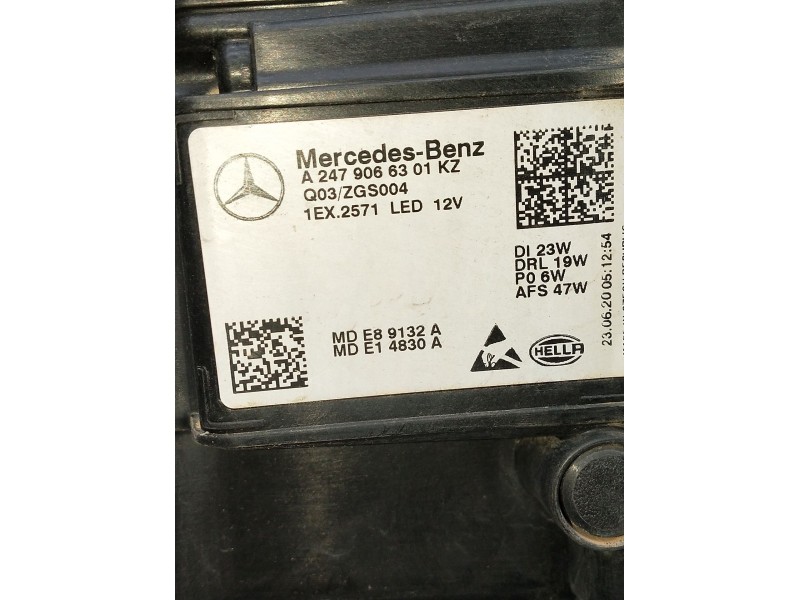 Mercedes-Benz
A 247 906 63 01 KZ
Q03/ZGS004
1EX.2571 LED 12V
DI 23W
DRL 19W
PO 6W
AFS 47W
MD E8 9132 A
MD E1 4830 A
HELLA
23.06.20 05:12:54